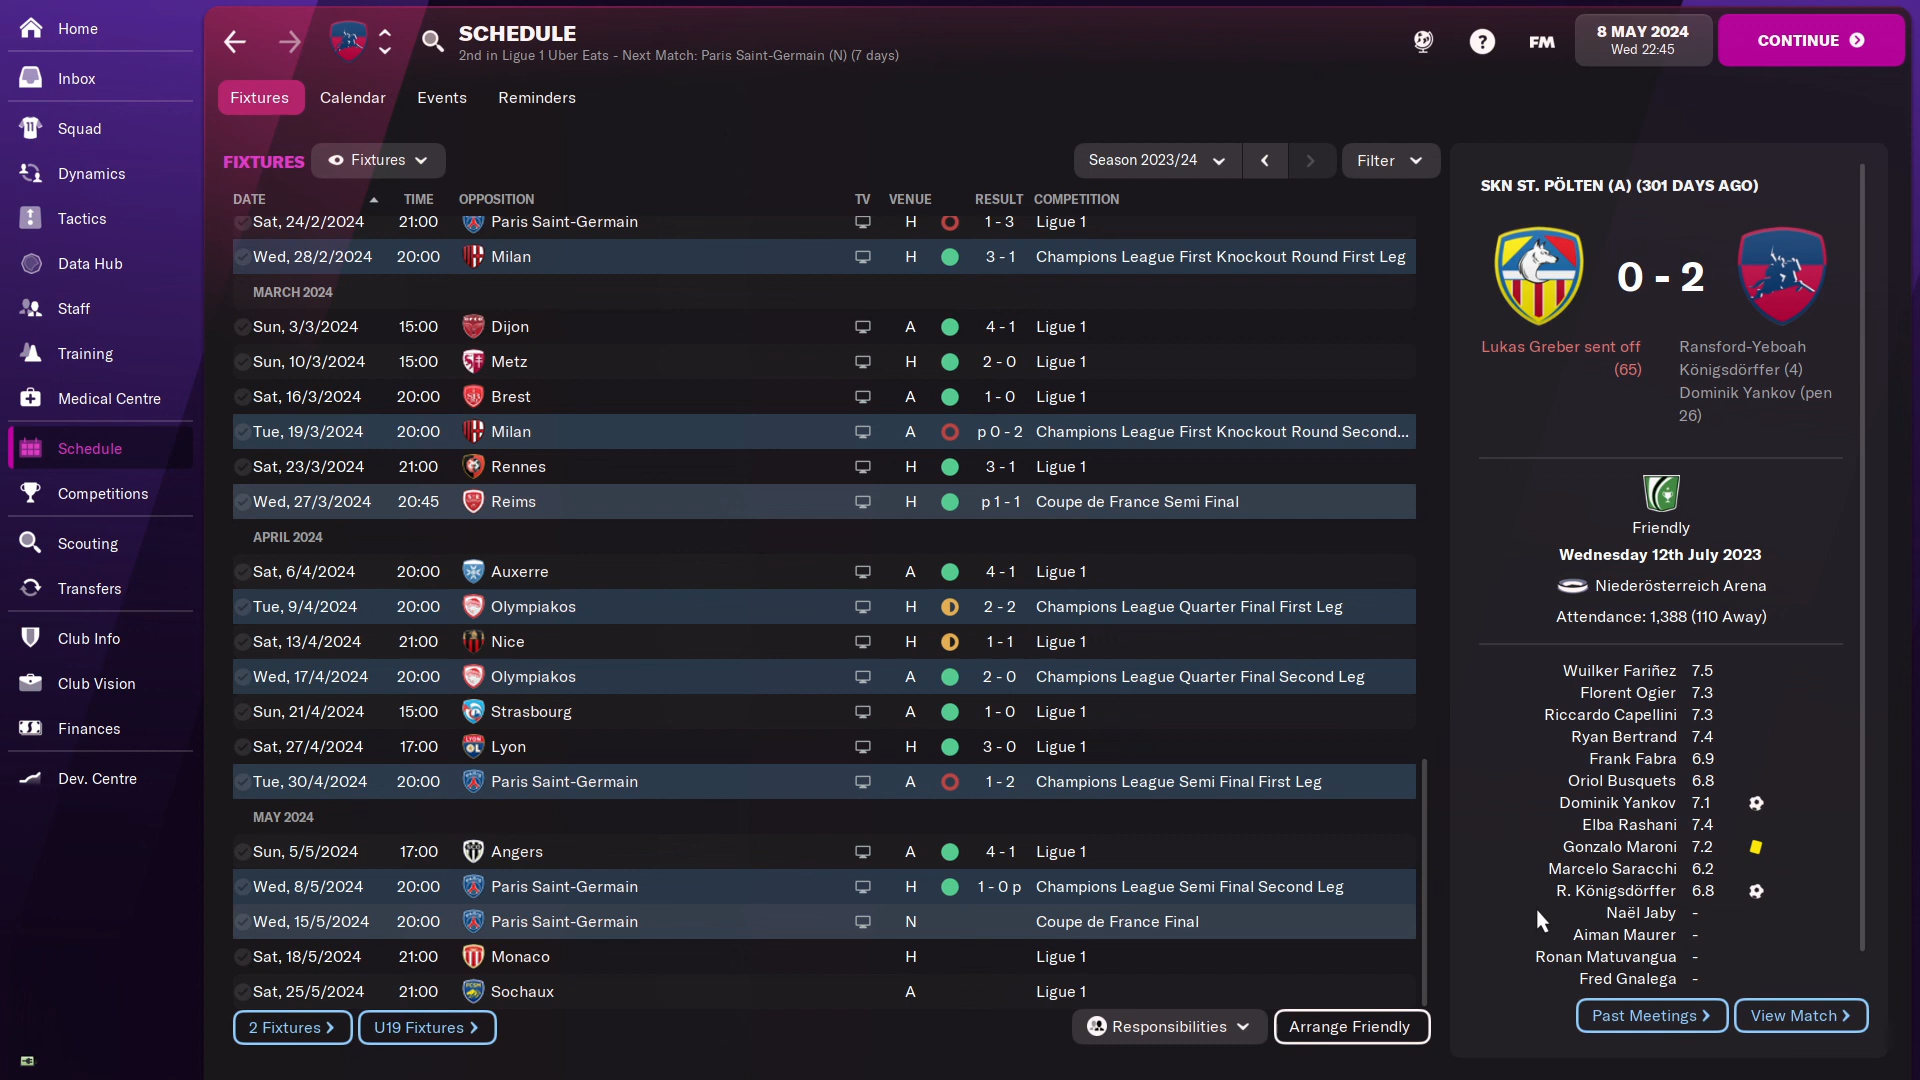 Home
Inbox
Squad
Dynamics
Tactics
Data Hub
Staff
Training
Medical Centre
Schedule
Competitions
Scouting
Transfers
Club Info
Club Vision
Finances
Dev. Centre
SCHEDULE
2nd in Ligue 1 Uber Eats - Next Match: Paris Saint-Germain (N) (7 days)
FM
8 MAY 2024
Wed 22:45
CONTINUE
Fixtures Calendar Events Reminders
FIXTURES Fixtures Season 2023/24 Filter
DATE TIME OPPOSITION TV VENUE RESULT COMPETITION
Sat, 24/2/2024 21:00 Paris Saint-Germain H 1 - 3 Ligue 1
Wed, 28/2/2024 20:00 Milan H 3 - 1 Champions League First Knockout Round First Leg
MARCH 2024
Sun, 3/3/2024 15:00 Dijon A 4 - 1 Ligue 1
Sun, 10/3/2024 15:00 Metz H 2 - 0 Ligue 1
Sat, 16/3/2024 20:00 Brest A 1 - 0 Ligue 1
Tue, 19/3/2024 20:00 Milan A p 0 - 2 Champions League First Knockout Round Second...
Sat, 23/3/2024 21:00 Rennes H 3 - 1 Ligue 1
Wed, 27/3/2024 20:45 Reims H p 1 - 1 Coupe de France Semi Final
APRIL 2024
Sat, 6/4/2024 20:00 Auxerre A 4 - 1 Ligue 1
Tue, 9/4/2024 20:00 Olympiakos H 2 - 2 Champions League Quarter Final First Leg
Sat, 13/4/2024 21:00 Nice H 1 - 1 Ligue 1
Wed, 17/4/2024 20:00 Olympiakos A 2 - 0 Champions League Quarter Final Second Leg
Sun, 21/4/2024 15:00 Strasbourg A 1 - 0 Ligue 1
Sat, 27/4/2024 17:00 Lyon H 3 - 0 Ligue 1
Tue, 30/4/2024 20:00 Paris Saint-Germain A 1 - 2 Champions League Semi Final First Leg
MAY 2024
Sun, 5/5/2024 17:00 Angers A 4 - 1 Ligue 1
Wed, 8/5/2024 20:00 Paris Saint-Germain H 1 - 0 p Champions League Semi Final Second Leg
Wed, 15/5/2024 20:00 Paris Saint-Germain N Coupe de France Final
Sat, 18/5/2024 21:00 Monaco H Ligue 1
Sat, 25/5/2024 21:00 Sochaux A Ligue 1
2 Fixtures U19 Fixtures Responsibilities Arrange Friendly
SKN ST. PÖLTEN (A) (301 DAYS AGO)
0 - 2
Lukas Greber sent off
(65)
Ransford-Yeboah
Königsdörffer (4)
Dominik Yankov (pen
26)
Friendly
Wednesday 12th July 2023
Niederösterreich Arena
Attendance: 1,388 (110 Away)
Wuilker Fariñez 7.5
Florent Ogier 7.3
Riccardo Capellini 7.3
Ryan Bertrand 7.4
Frank Fabra 6.9
Oriol Busquets 6.8
Dominik Yankov 7.1
Elba Rashani 7.4
Gonzalo Maroni 7.2
Marcelo Saracchi 6.2
R. Königsdörffer 6.8
Naël Jaby -
Aiman Maurer -
Ronan Matuvangua -
Fred Gnalega -
Past Meetings View Match